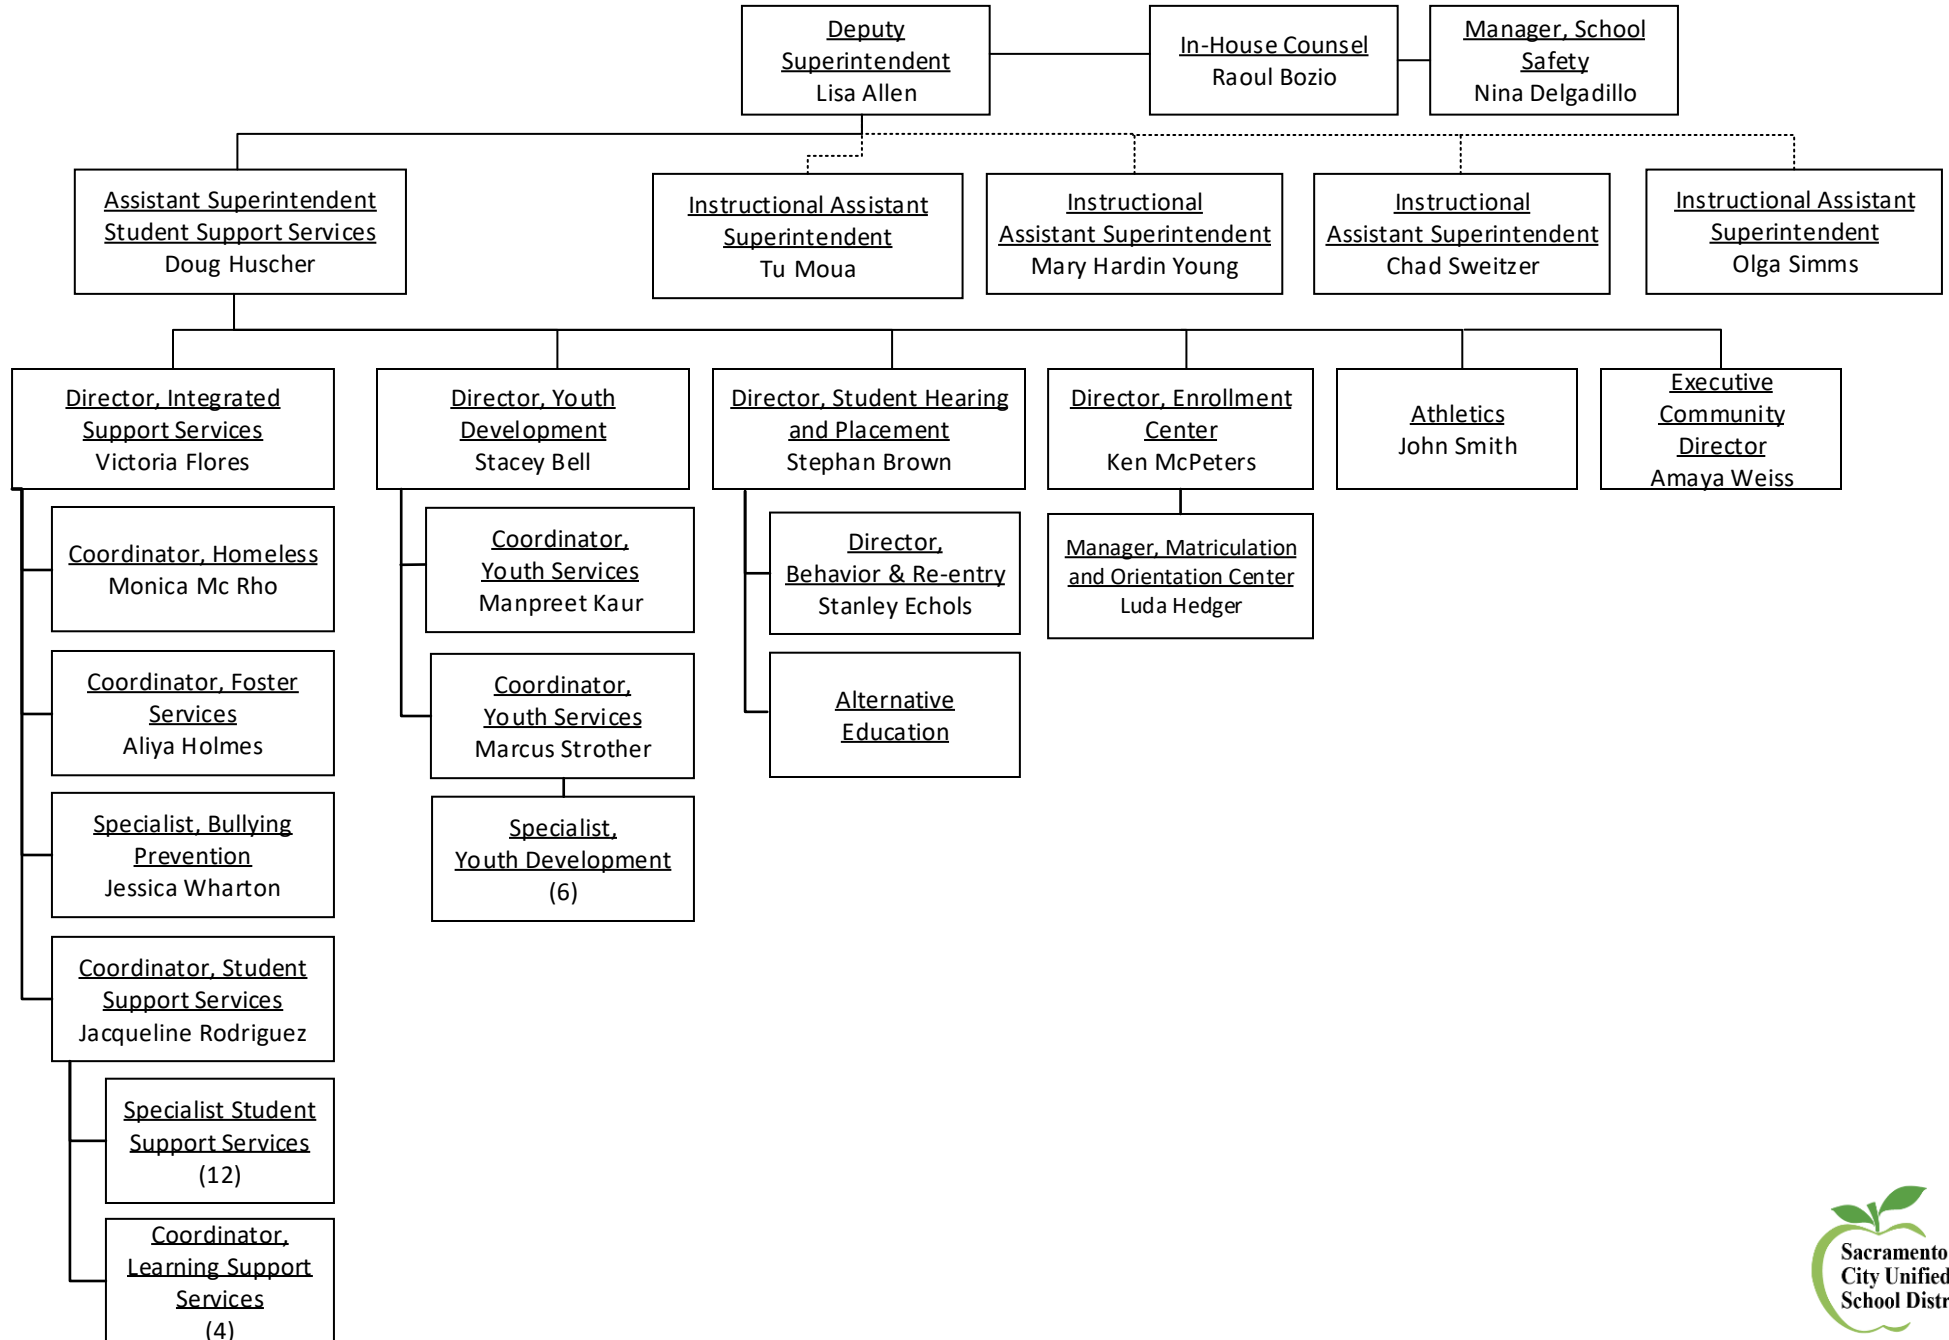 Deputy
Superintendent
Lisa Allen
In-House Counsel
Raoul Bozio
Manager, School
Safety
Nina Delgadillo
Assistant Superintendent
Student Support Services
Doug Huscher
Instructional Assistant
Superintendent
Tu Moua
Instructional
Assistant Superintendent
Mary Hardin Young
Instructional
Assistant Superintendent
Chad Sweitzer
Instructional Assistant
Superintendent
Olga Simms
Director, Integrated
Support Services
Victoria Flores
Director, Youth
Development
Stacey Bell
Director, Student Hearing
and Placement
Stephan Brown
Director, Enrollment
Center
Ken McPeters
Athletics
John Smith
Executive
Community
Director
Amaya Weiss
Coordinator, Homeless
Monica Mc Rho
Coordinator,
Youth Services
Manpreet Kaur
Director,
Behavior & Re-entry
Stanley Echols
Manager, Matriculation
and Orientation Center
Luda Hedger
Coordinator, Foster
Services
Aliya Holmes
Coordinator,
Youth Services
Marcus Strother
Alternative
Education
Specialist, Bullying
Prevention
Jessica Wharton
Specialist,
Youth Development
(6)
Coordinator, Student
Support Services
Jacqueline Rodriguez
Specialist Student
Support Services
(12)
Coordinator,
Learning Support
Services
(4)
Sacramento
City Unified
School Distr